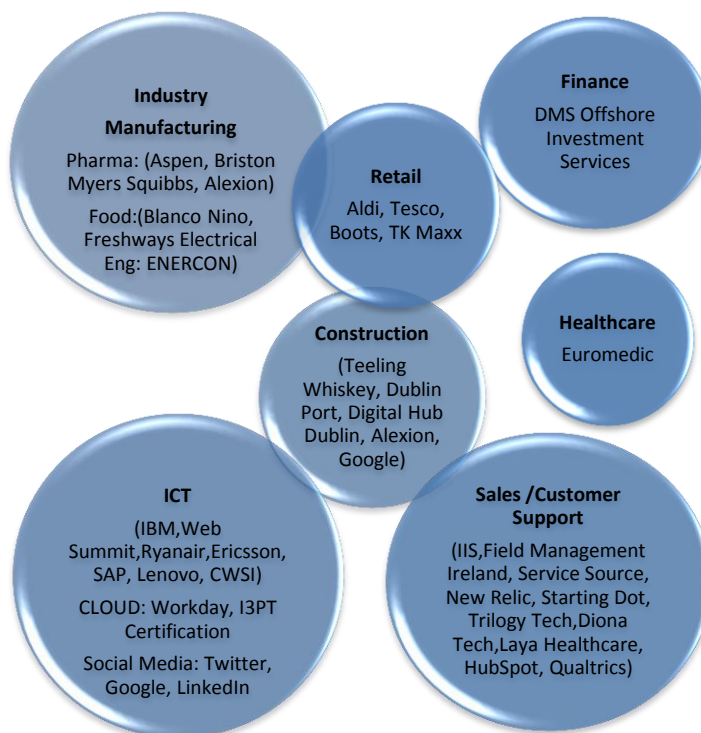 Industry
Manufacturing
Pharma: (Aspen, Briston
Myers Squibbs, Alexion)
Food:(Blanco Nino,
Freshways Electrical
Eng: ENERCON)
Retail
Aldi, Tesco,
Boots, TK Maxx
Finance
DMS Offshore
Investment
Services
Healthcare
Euromedic
Construction
(Teeling
Whiskey, Dublin
Port, Digital Hub
Dublin, Alexion,
Google)
ICT
(IBM,Web
Summit,Ryanair,Ericsson,
SAP, Lenovo, CWSI)
CLOUD: Workday, I3PT
Certification
Social Media: Twitter,
Google, LinkedIn
Sales /Customer
Support
(IIS,Field Management
Ireland, Service Source,
New Relic, Starting Dot,
Trilogy Tech,Diona
Tech,Laya Healthcare,
HubSpot, Qualtrics)